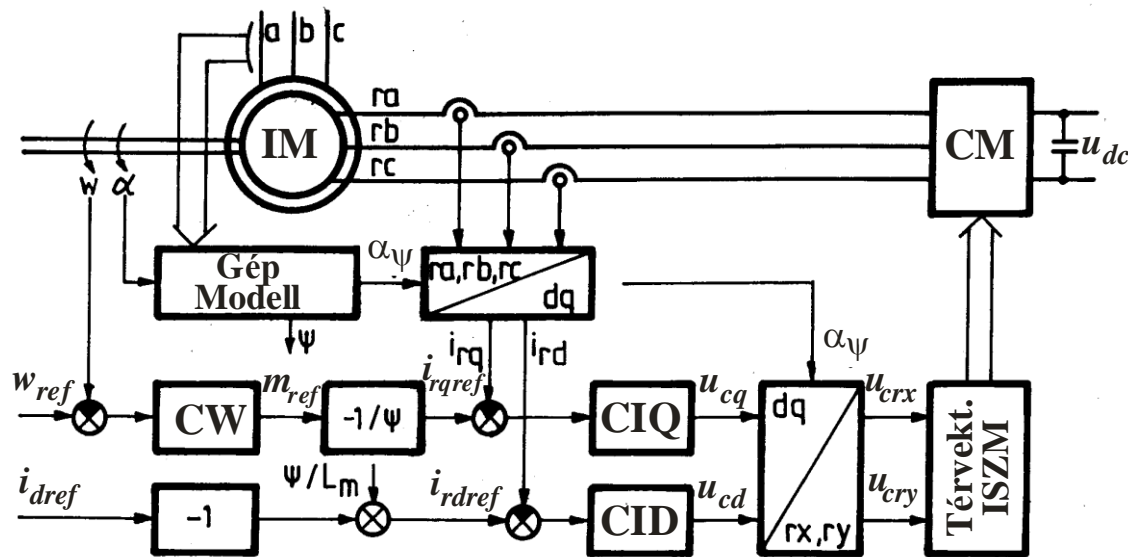 a b c
ra
rb
rc
IM
CM
u_dc
w α
Gép
Modell
α_ψ
ra,rb,rc
dq
ψ
i_rq i_rd
α_ψ
w_ref
CW
m_ref
-1/ψ
i_rqref
CIQ
u_cq
dq
rx,ry
u_crx
Térvekt.
ISZM
i_dref
-1
ψ/L_m
i_rdref
CID
u_cd
u_cry